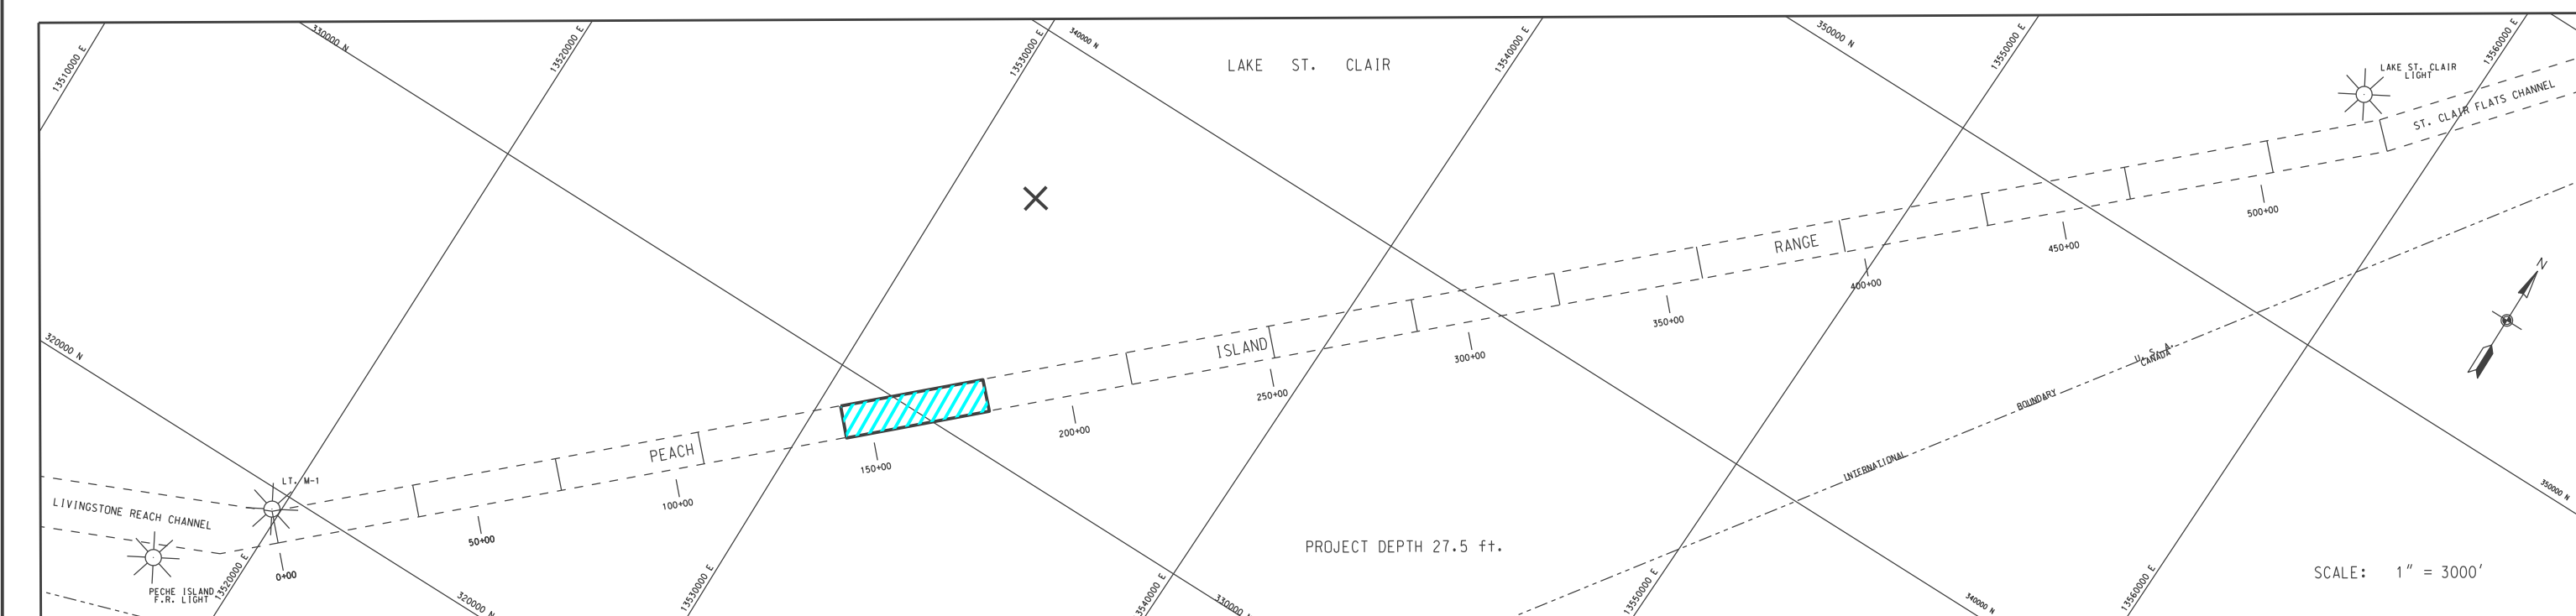 13510000 E
330000 N
13520000 E
13530000 E
340000 N
LAKE ST. CLAIR
13540000 E
350000 N
13550000 E
13560000 E
LAKE ST. CLAIR
LIGHT
ST. CLAIR FLATS CHANNEL
320000 N
PEACH
ISLAND
RANGE
0+00
50+00
100+00
150+00
200+00
250+00
300+00
350+00
400+00
450+00
500+00
N
U. S. A.
CANADA
BOUNDARY
INTERNATIONAL
LT. M-1
LIVINGSTONE REACH CHANNEL
PECHE ISLAND
F.R. LIGHT
13520000 E
320000 N
13530000 E
3540000 E
330000 N
PROJECT DEPTH 27.5 ft.
13550000 E
340000 N
13560000 E
350000 N
SCALE: 1" = 3000'